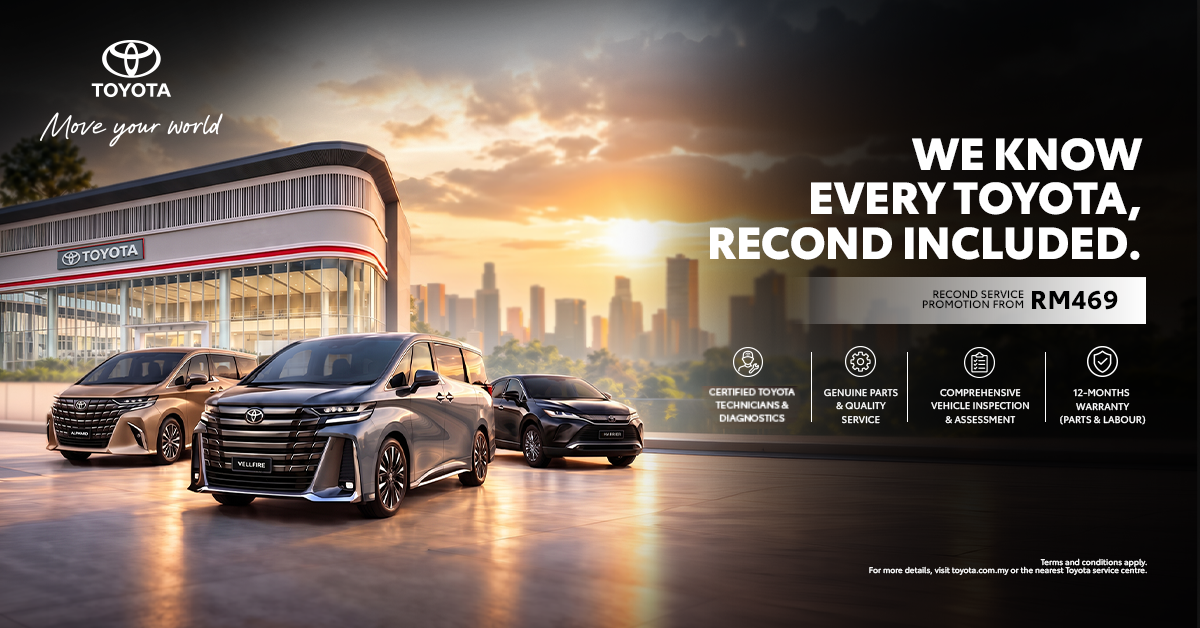 TOYOTA
Move your world
TOYOTA
WE KNOW
EVERY TOYOTA,
RECOND INCLUDED.
RECOND SERVICE
PROMOTION FROM RM469
CERTIFIED TOYOTA
TECHNICIANS &
DIAGNOSTICS
GENUINE PARTS
& QUALITY
SERVICE
COMPREHENSIVE
VEHICLE INSPECTION
& ASSESSMENT
12-MONTHS
WARRANTY
(PARTS & LABOUR)
ALPHARD
VELLFIRE
Terms and conditions apply.
For more details, visit toyota.com.my or the nearest Toyota service centre.